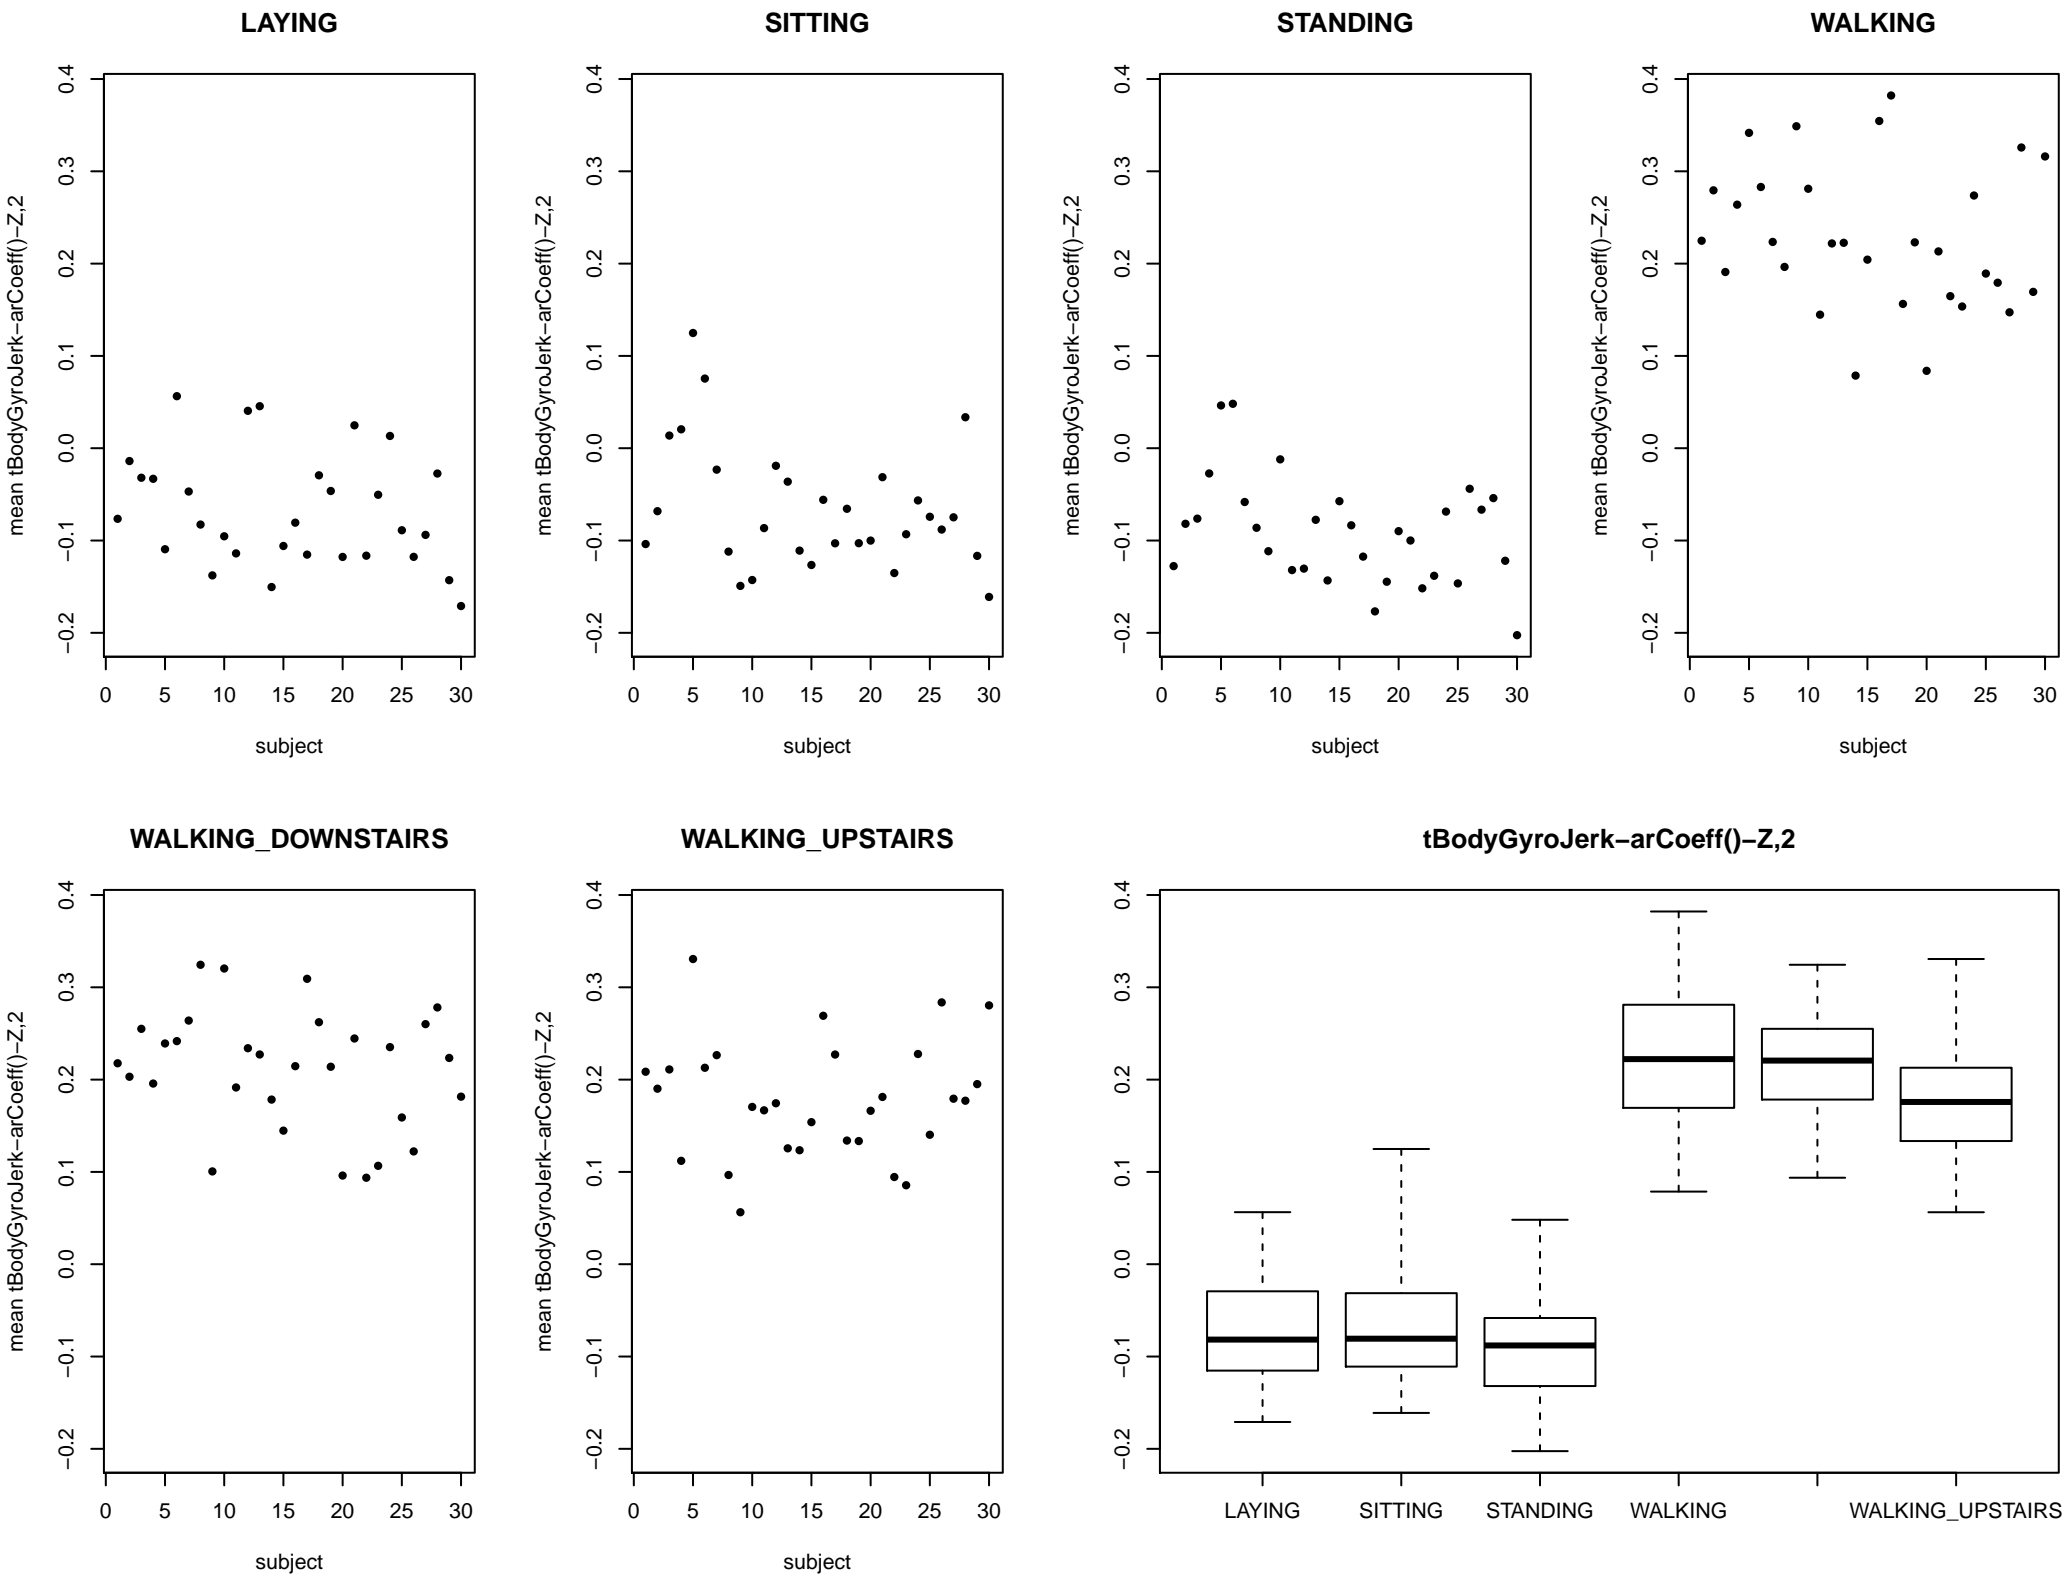 LAYING
mean tBodyGyroJerk−arCoeff()−Z,2
0.4
0.3
0.2
0.1
0.0
−0.1
−0.2
0 5 10 15 20 25 30
subject
SITTING
mean tBodyGyroJerk−arCoeff()−Z,2
0.4
0.3
0.2
0.1
0.0
−0.1
−0.2
0 5 10 15 20 25 30
subject
STANDING
mean tBodyGyroJerk−arCoeff()−Z,2
0.4
0.3
0.2
0.1
0.0
−0.1
−0.2
0 5 10 15 20 25 30
subject
WALKING
mean tBodyGyroJerk−arCoeff()−Z,2
0.4
0.3
0.2
0.1
0.0
−0.1
−0.2
0 5 10 15 20 25 30
subject
WALKING_DOWNSTAIRS
mean tBodyGyroJerk−arCoeff()−Z,2
0.4
0.3
0.2
0.1
0.0
−0.1
−0.2
0 5 10 15 20 25 30
subject
WALKING_UPSTAIRS
mean tBodyGyroJerk−arCoeff()−Z,2
0.4
0.3
0.2
0.1
0.0
−0.1
−0.2
0 5 10 15 20 25 30
subject
tBodyGyroJerk−arCoeff()−Z,2
0.4
0.3
0.2
0.1
0.0
−0.1
−0.2
LAYING SITTING STANDING WALKING WALKING_UPSTAIRS